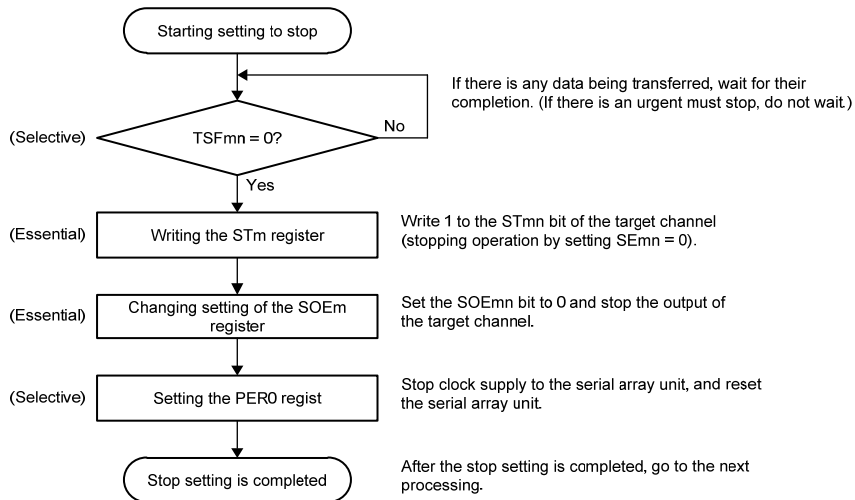 Starting setting to stop
If there is any data being transferred, wait for their
completion. (If there is an urgent must stop, do not wait.)
(Selective)
TSFmn = 0?
No
Yes
(Essential)
Writing the STm register
Write 1 to the STmn bit of the target channel
(stopping operation by setting SEmn = 0).
(Essential)
Changing setting of the SOEm
register
Set the SOEmn bit to 0 and stop the output of
the target channel.
(Selective)
Setting the PER0 regist
Stop clock supply to the serial array unit, and reset
the serial array unit.
Stop setting is completed
After the stop setting is completed, go to the next
processing.